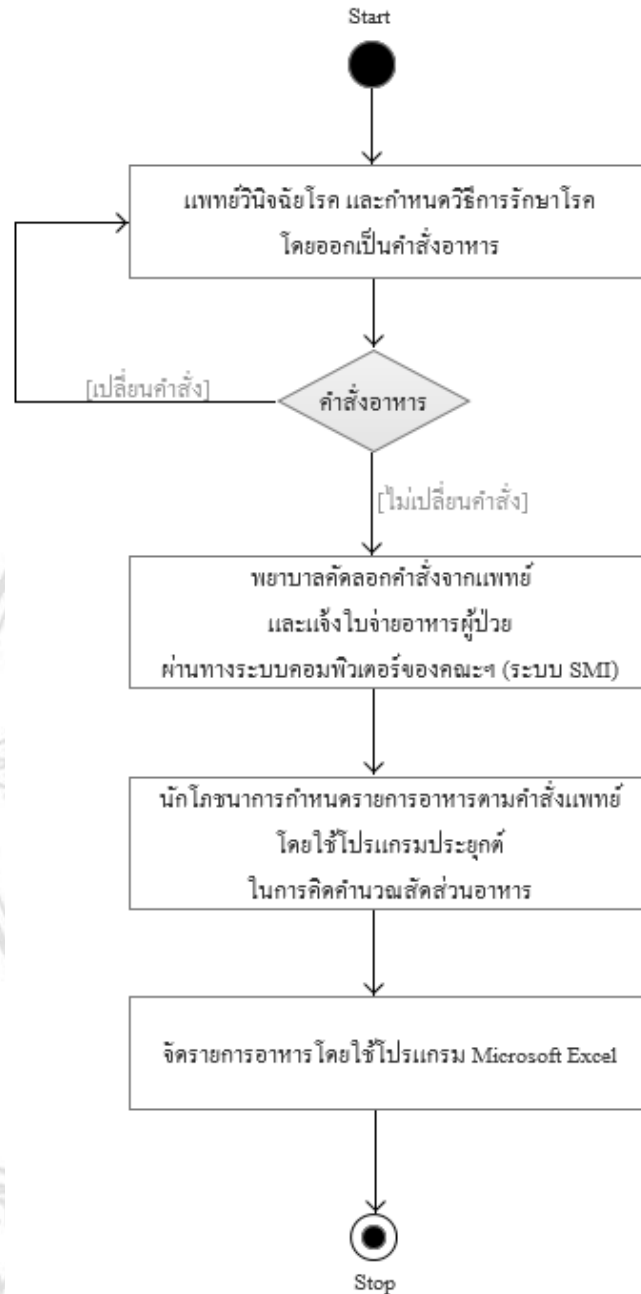 Start
แพทย์วินิจฉัยโรค และกำหนดวิธีการรักษาโรค
โดยออกเป็นคำสั่งอาหาร
[เปลี่ยนคำสั่ง]
คำสั่งอาหาร
[ไม่เปลี่ยนคำสั่ง]
พยาบาลคัดลอกคำสั่งจากแพทย์
และแจ้งใบจ่ายอาหารผู้ป่วย
ผ่านทางระบบคอมพิวเตอร์ของคณะฯ (ระบบ SMI)
นักโภชนาการกำหนดรายการอาหารตามคำสั่งแพทย์
โดยใช้โปรแกรมประยุกต์
ในการคิดคำนวณสัดส่วนอาหาร
จัดรายการอาหารโดยใช้โปรแกรม Microsoft Excel
Stop